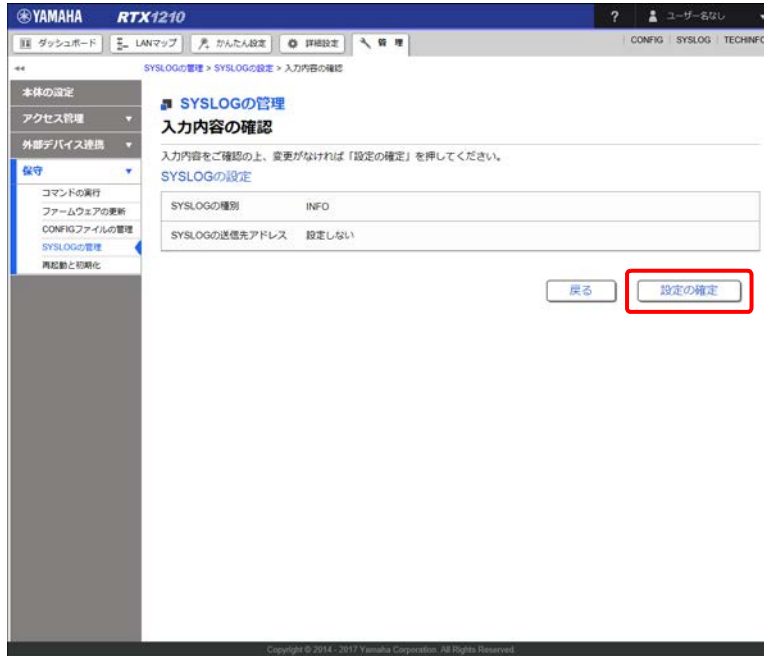 YAMAHA RTX1210 ? ユーザー名なし
ダッシュボード LANマップ かんたん設定 詳細設定 管理 CONFIG SYSLOG TECHINFO
SYSLOGの管理 > SYSLOGの設定 > 入力内容の確認
本体の設定
アクセス管理
外部デバイス連携
保守
コマンドの実行
ファームウェアの更新
CONFIGファイルの管理
SYSLOGの管理
再起動と初期化
SYSLOGの管理
入力内容の確認
入力内容をご確認の上、変更がなければ「設定の確定」を押してください。
SYSLOGの設定
SYSLOGの種別 INFO
SYSLOGの送信先アドレス 設定しない
戻る 設定の確定
Copyright © 2014 - 2017 Yamaha Corporation. All Rights Reserved.